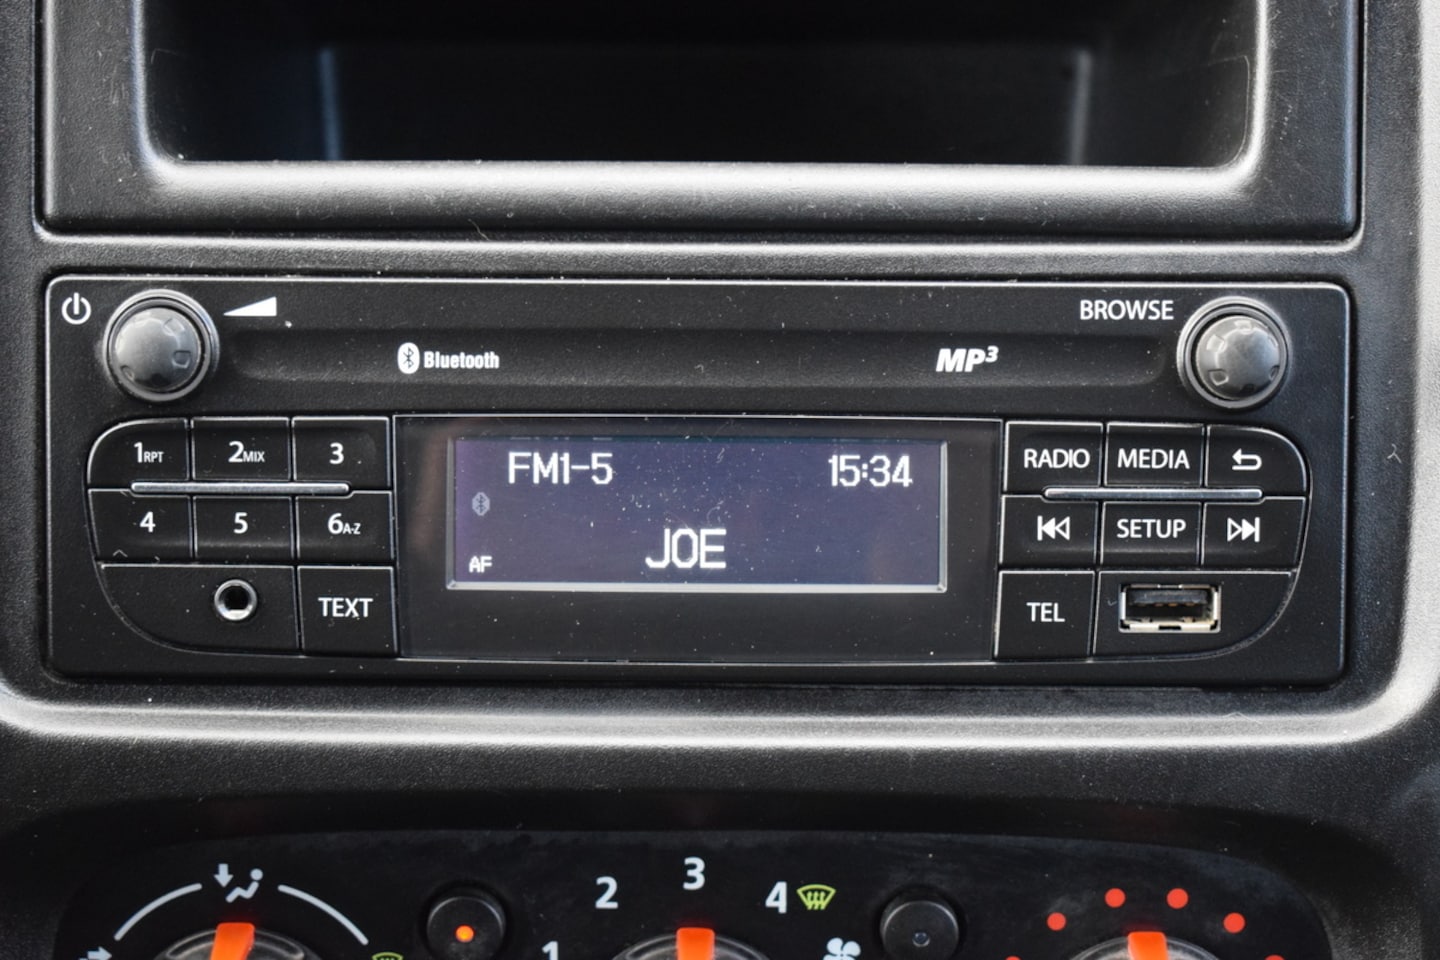 BROWSE
Bluetooth
MP3
1RPT 2MIX 3
FM1-5 15:34
RADIO MEDIA
4 5 6A-Z
JOE
SETUP
AF
TEXT
TEL
1 2 3 4